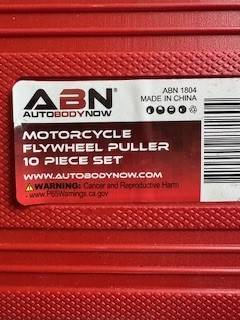 ABN®
AUTOBODYNOW
ABN 1804
MADE IN CHINA
MOTORCYCLE
FLYWHEEL PULLER
10 PIECE SET
WWW.AUTOBODYNOW.COM
WARNING: Cancer and Reproductive Harm
- www.P65Warnings.ca.gov